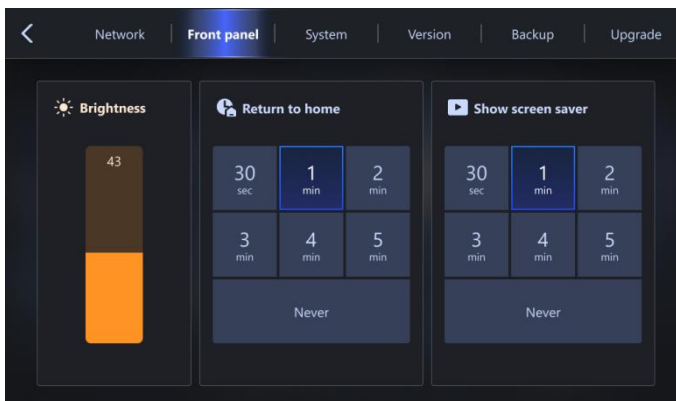 Network
Front panel
System
Version
Backup
Upgrade
Brightness
43
Return to home
30
sec
1
min
2
min
3
min
4
min
5
min
Never
Show screen saver
30
sec
1
min
2
min
3
min
4
min
5
min
Never